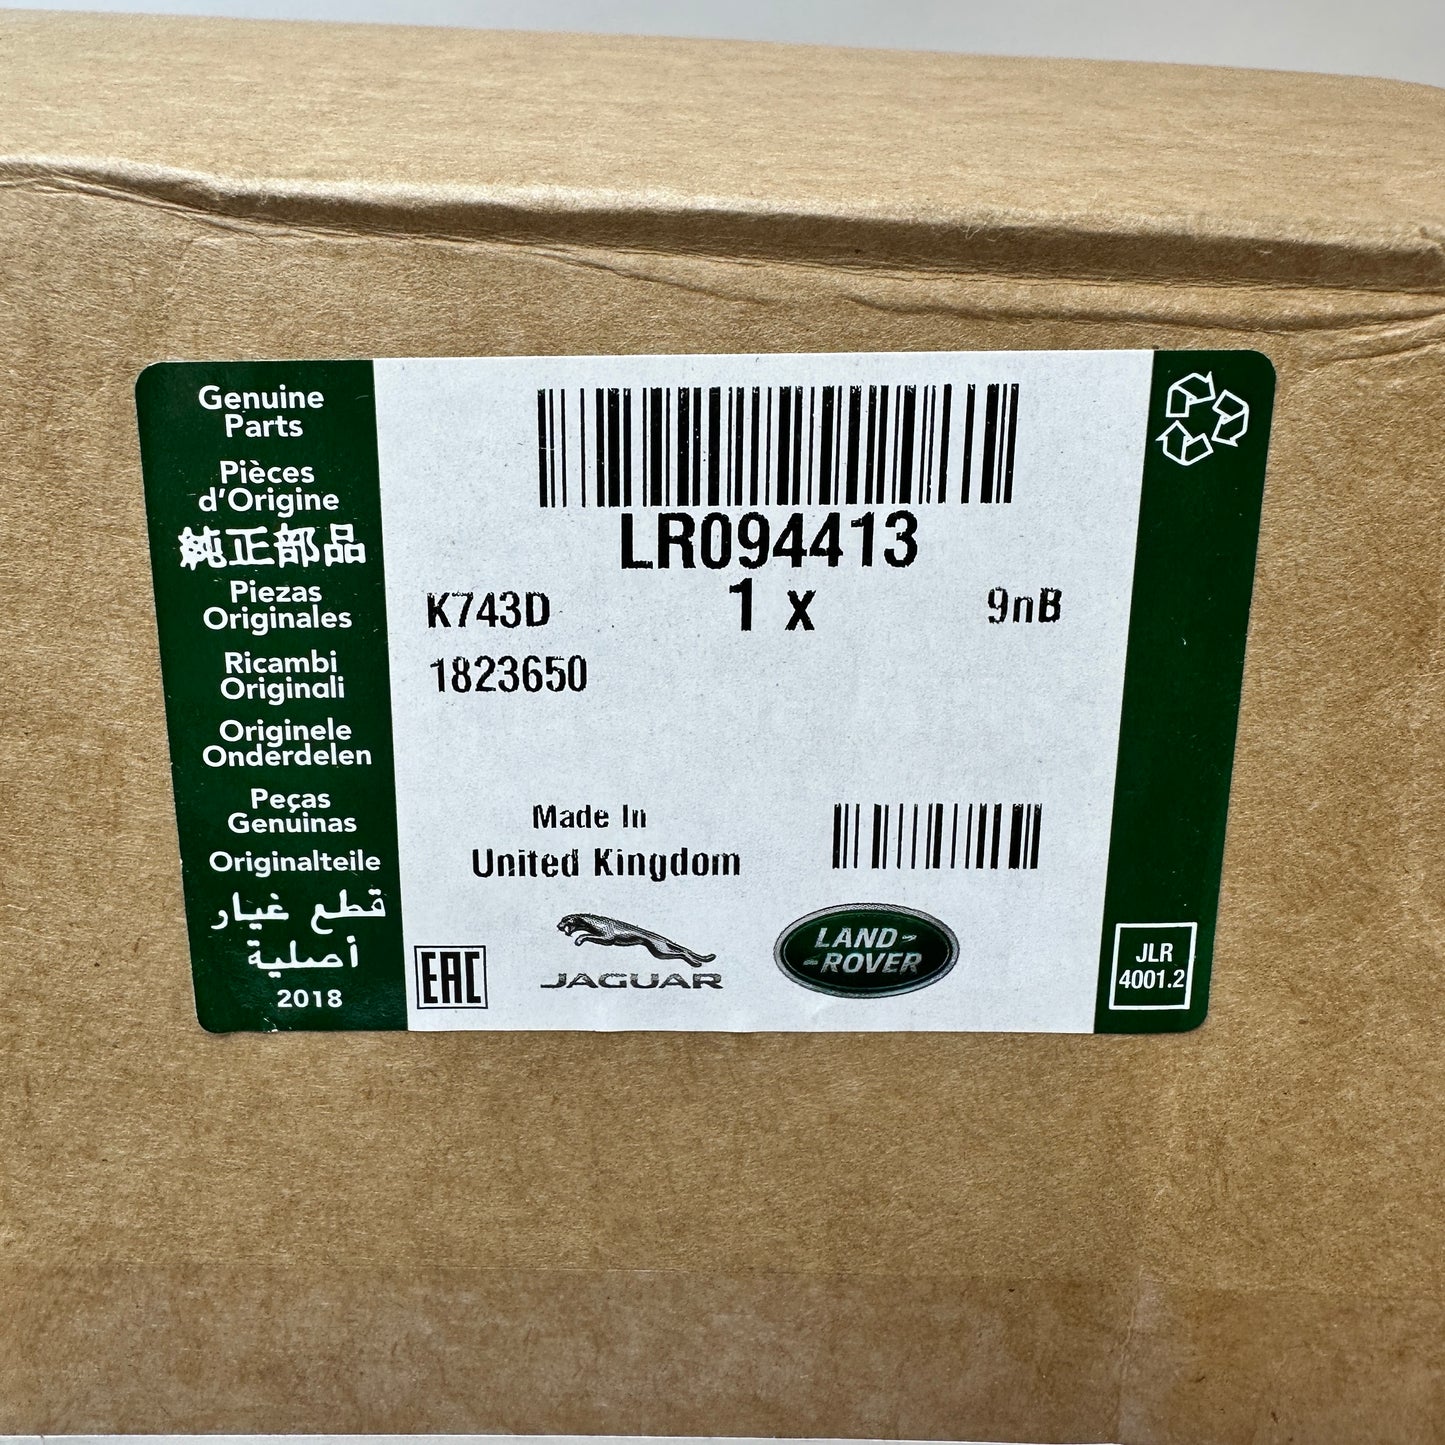 Genuine
Parts
Pièces
d'Origine
純正部品
Piezas
Originales
Ricambi
Originali
Originele
Onderdelen
Peças
Genuinas
Originalteile
قطع غيار
أصلية
2018
LR094413
K743D 1 x 9nB
1823650
Made In
United Kingdom
EAC
JAGUAR
LAND-
-ROVER
JLR
4001.2